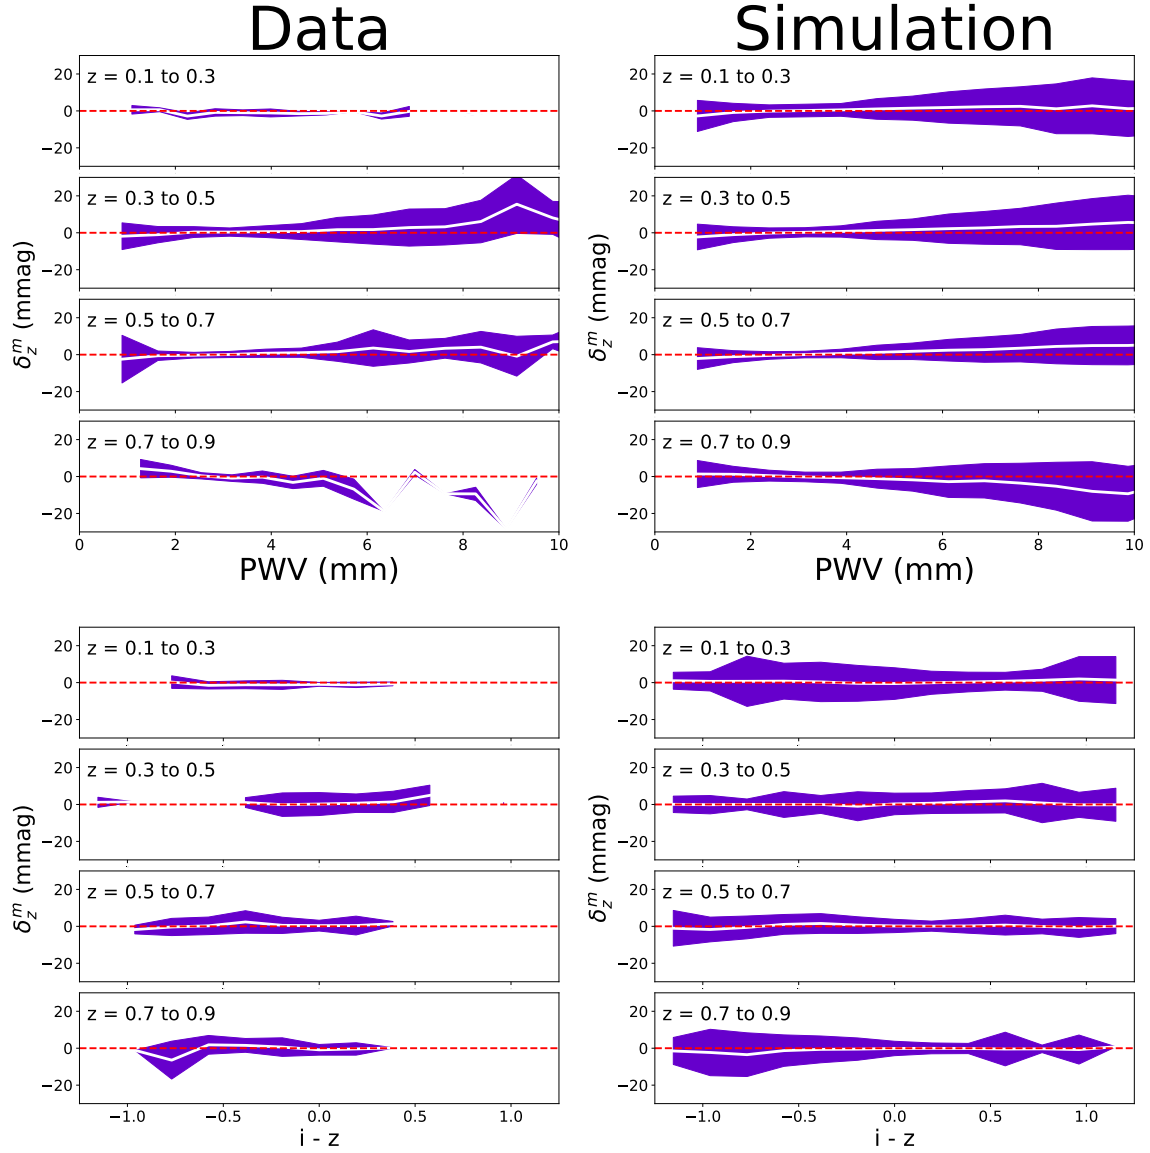 Data
Simulation
z = 0.1 to 0.3
20
0
−20
z = 0.3 to 0.5
20
0
−20
z = 0.5 to 0.7
20
0
−20
z = 0.7 to 0.9
20
0
−20
0 2 4 6 8 10
PWV (mm)
δzm (mmag)
z = 0.1 to 0.3
20
0
−20
z = 0.3 to 0.5
20
0
−20
z = 0.5 to 0.7
20
0
−20
z = 0.7 to 0.9
20
0
−20
0 2 4 6 8 10
PWV (mm)
δzm (mmag)
z = 0.1 to 0.3
20
0
−20
z = 0.3 to 0.5
20
0
−20
z = 0.5 to 0.7
20
0
−20
z = 0.7 to 0.9
20
0
−20
−1.0 −0.5 0.0 0.5 1.0
i - z
δzm (mmag)
z = 0.1 to 0.3
20
0
−20
z = 0.3 to 0.5
20
0
−20
z = 0.5 to 0.7
20
0
−20
z = 0.7 to 0.9
20
0
−20
−1.0 −0.5 0.0 0.5 1.0
i - z
δzm (mmag)